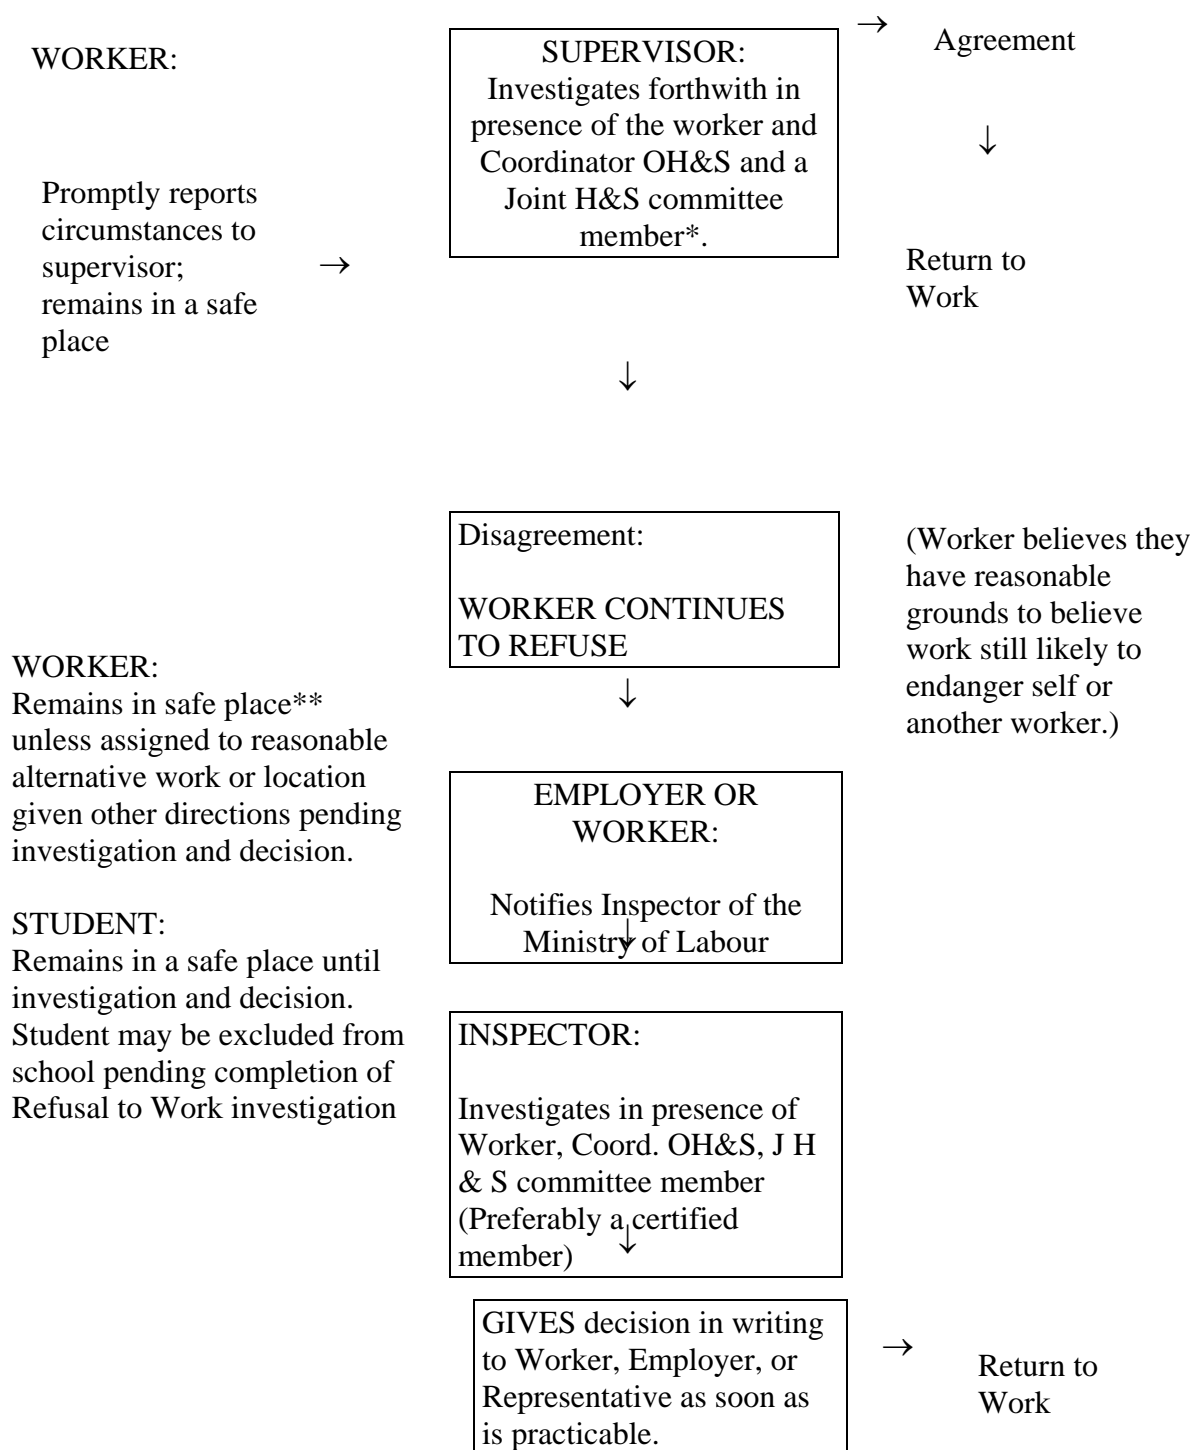 WORKER:
Promptly reports
circumstances to
supervisor;
remains in a safe
place
→
SUPERVISOR:
Investigates forthwith in
presence of the worker and
Coordinator OH&S and a
Joint H&S committee
member*.
→
Agreement
↓
Return to
Work
↓
Disagreement:
WORKER CONTINUES
TO REFUSE
(Worker believes they
have reasonable
grounds to believe
work still likely to
endanger self or
another worker.)
↓
WORKER:
Remains in safe place**
unless assigned to reasonable
alternative work or location
given other directions pending
investigation and decision.
STUDENT:
Remains in a safe place until
investigation and decision.
Student may be excluded from
school pending completion of
Refusal to Work investigation
EMPLOYER OR
WORKER:
Notifies Inspector of the
Ministry of Labour
↓
INSPECTOR:
Investigates in presence of
Worker, Coord. OH&S, J H
& S committee member
(Preferably a certified
member)
↓
GIVES decision in writing
to Worker, Employer, or
Representative as soon as
is practicable.
→
Return to
Work